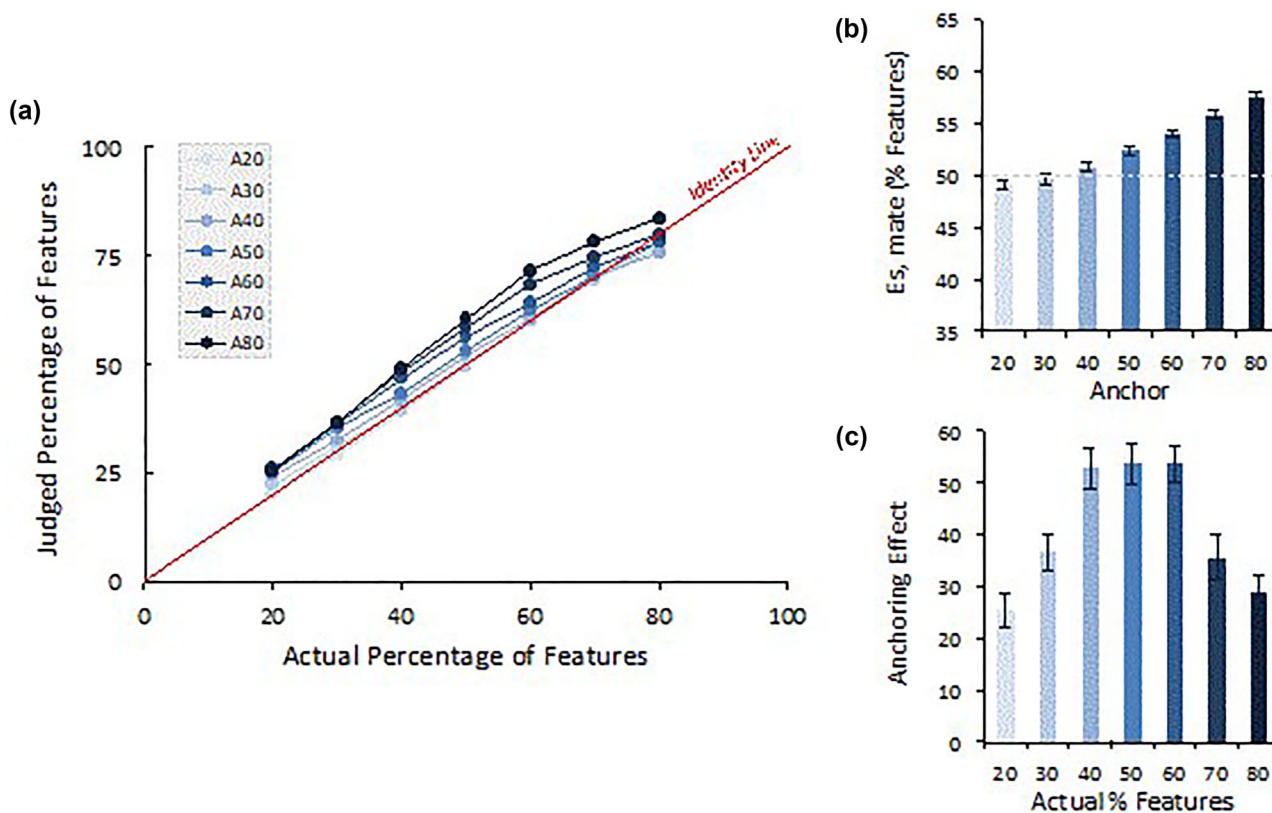 (a)
Judged Percentage of Features
100
75
50
25
0
A20
A30
A40
A50
A60
A70
A80
Identity Line
0 20 40 60 80 100
Actual Percentage of Features
(b)
Es, mate (% Features)
65
60
55
50
45
40
35
20 30 40 50 60 70 80
Anchor
(c)
Anchoring Effect
60
50
40
30
20
10
0
20 30 40 50 60 70 80
Actual % Features